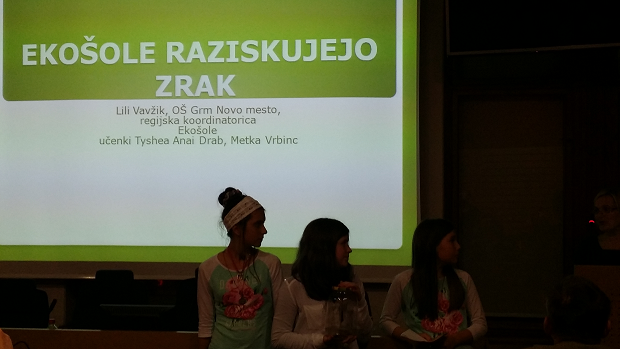 EKOŠOLE RAZISKUJEJO
ZRAK
Lili Vavžik, OŠ Grm Novo mesto,
regijska koordinatorica
Ekošole
učenki Tyshea Anai Drab, Metka Vrbinc